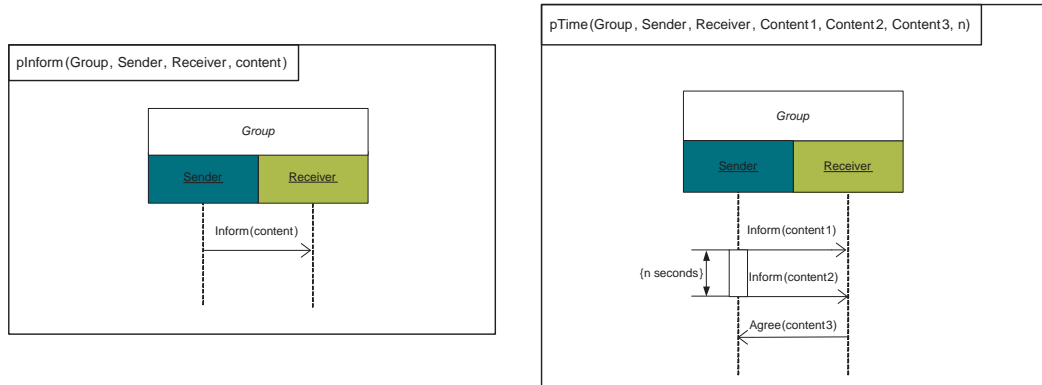 pInform(Group, Sender, Receiver, content)
Group
Sender
Receiver
Inform(content)
pTime(Group, Sender, Receiver, Content1, Content2, Content3, n)
Group
Sender
Receiver
Inform(content1)
{n seconds}
Inform(content2)
Agree(content3)